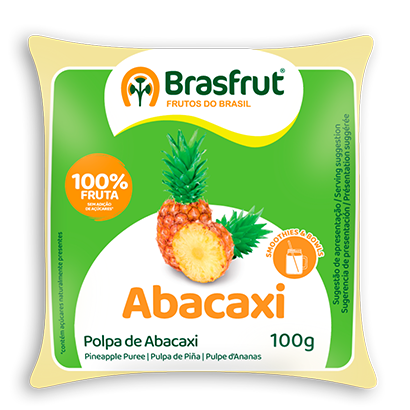 Brasfrut®
FRUTOS DO BRASIL
100%
FRUTA
SEM ADIÇÃO
DE AÇÚCARES*
SMOOTHIES & BOWLS
Abacaxi
Polpa de Abacaxi
100g
Pineapple Puree | Pulpa de Piña | Pulpe d'Ananas
*contém açúcares naturalmente presentes
Sugestão de apresentação / Serving suggestion
Sugerencia de presentación / Présentation suggérée